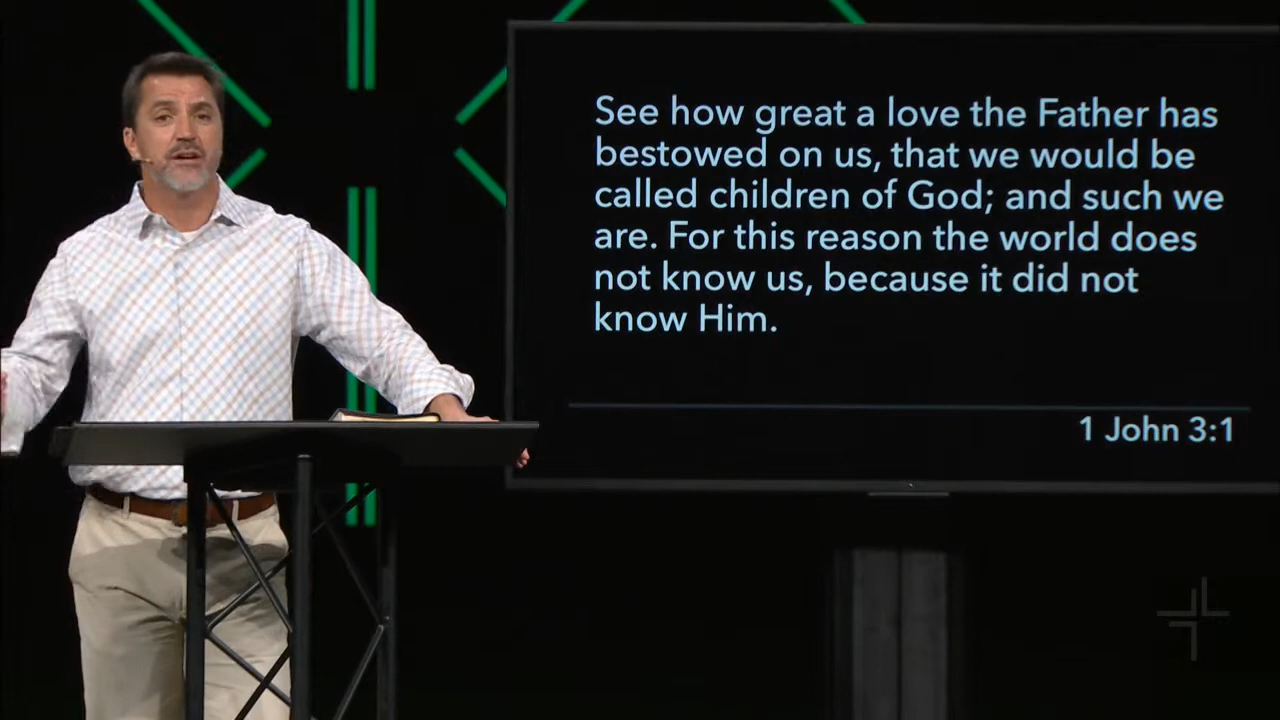 See how great a love the Father has
bestowed on us, that we would be
called children of God; and such we
are. For this reason the world does
not know us, because it did not
know Him.
1 John 3:1